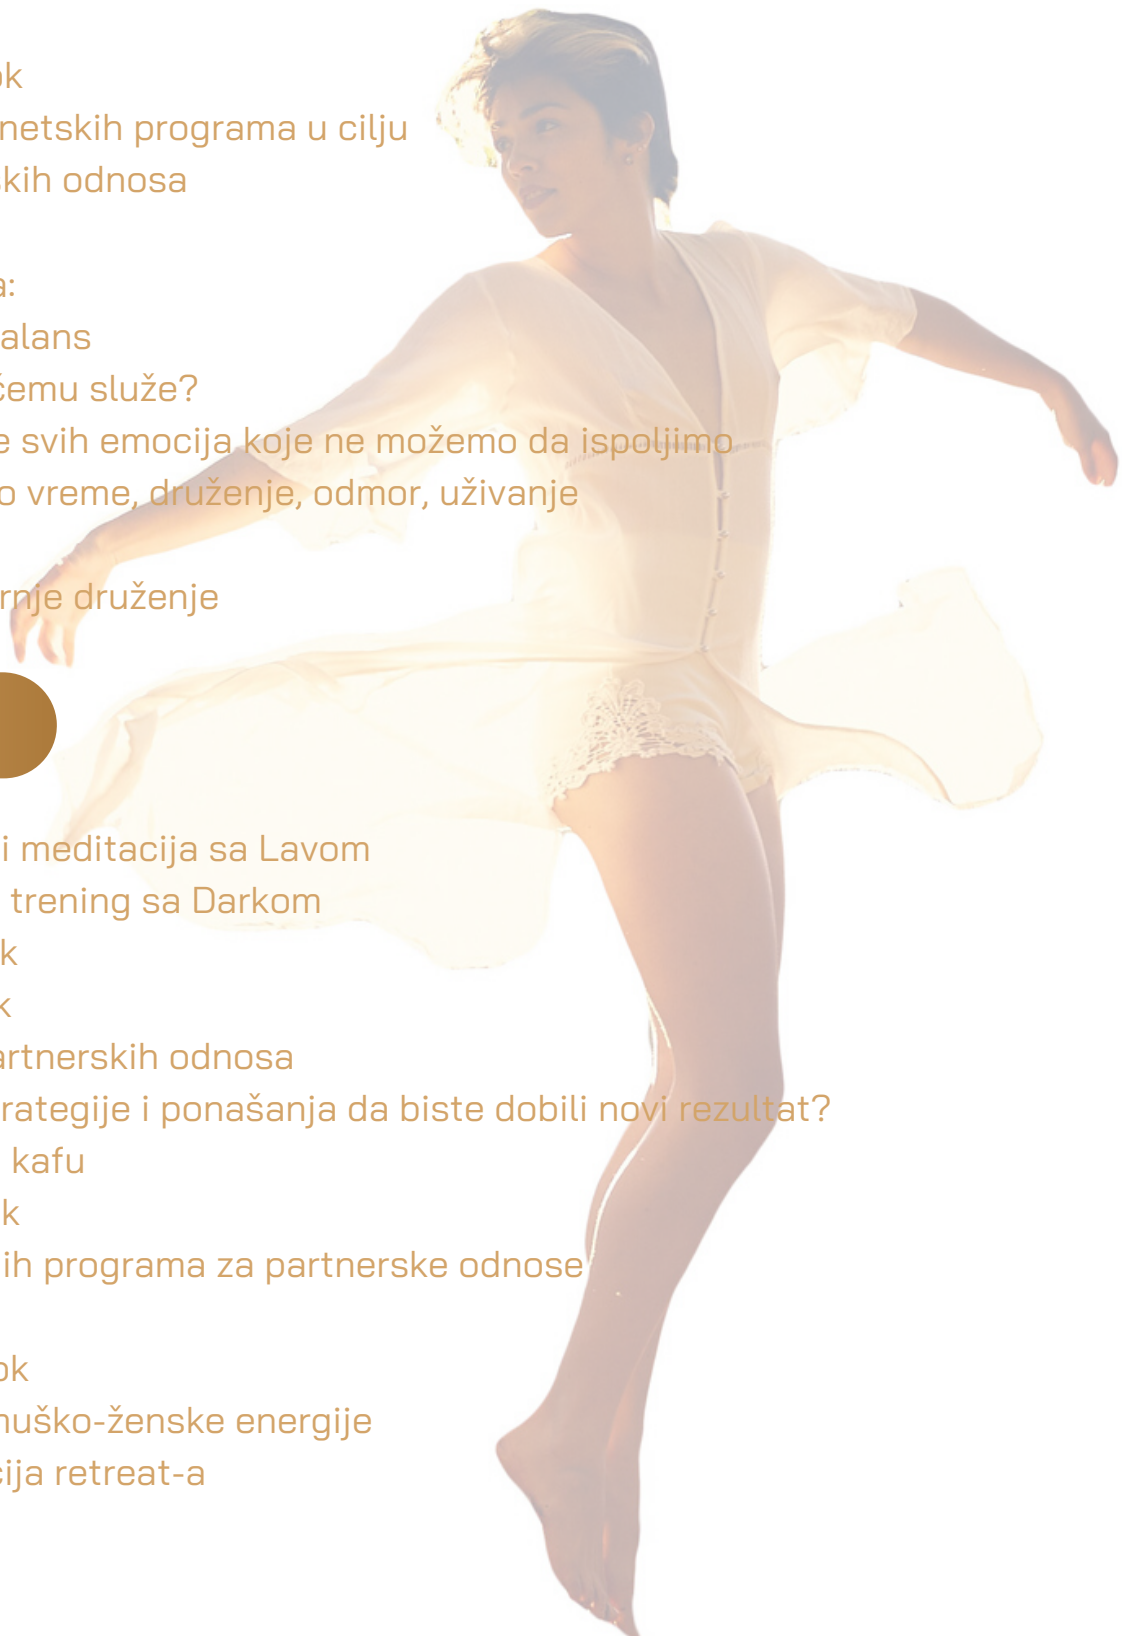 ok
netskih programa u cilju
kih odnosa
a:
alans
čemu služe?
e svih emocija koje ne možemo da ispoljimo
o vreme, druženje, odmor, uživanje
rnje druženje
i meditacija sa Lavom
trening sa Darkom
k
k
artnerskih odnosa
rategije i ponašanja da biste dobili novi rezultat?
kafu
k
ih programa za partnerske odnose
ok
nuško-ženske energije
cija retreat-a